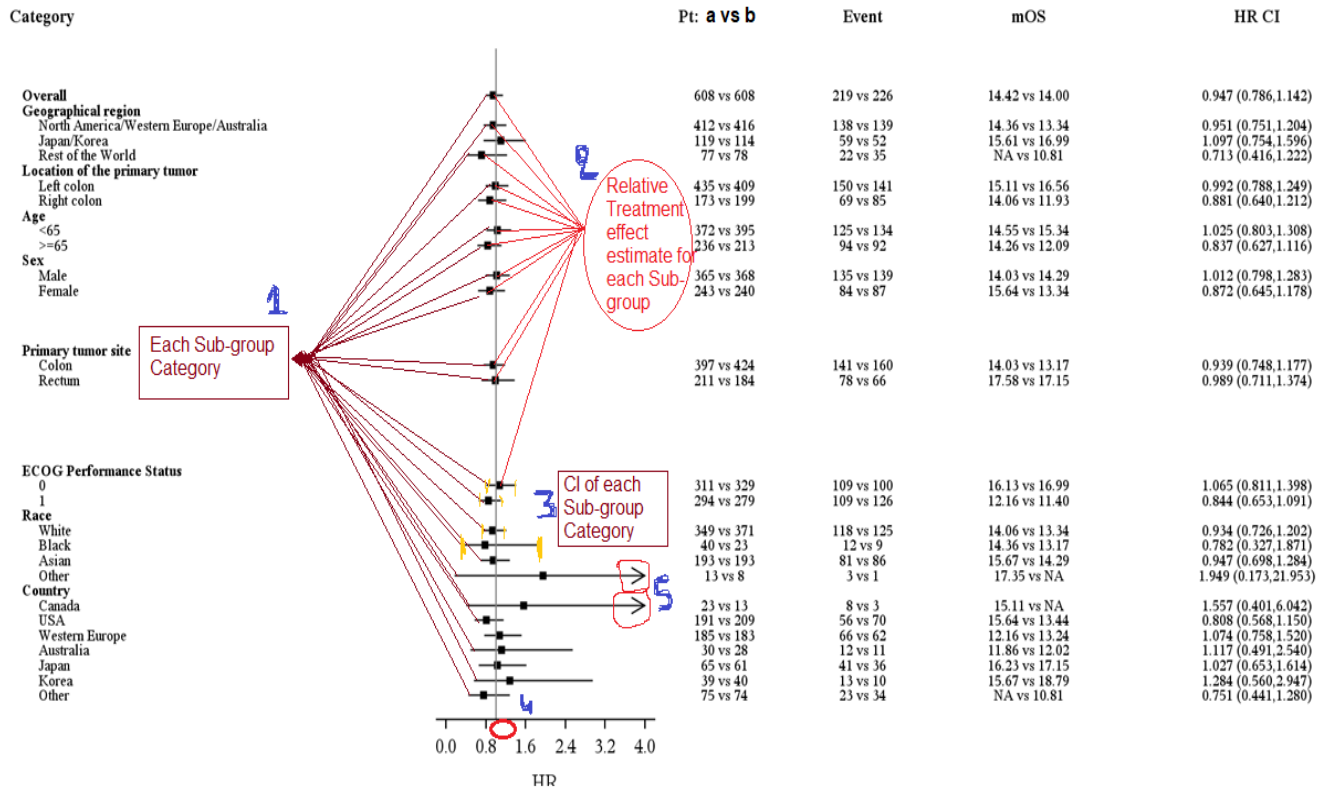 Category Pt: a vs b Event mOS HR CI
Overall 608 vs 608 219 vs 226 14.42 vs 14.00 0.947 (0.786,1.142)
Geographical region
North America/Western Europe/Australia 412 vs 416 138 vs 139 14.36 vs 13.34 0.951 (0.751,1.204)
Japan/Korea 119 vs 114 59 vs 52 15.61 vs 16.99 1.097 (0.754,1.596)
Rest of the World 77 vs 78 22 vs 35 NA vs 10.81 0.713 (0.416,1.222)
Location of the primary tumor
Left colon 435 vs 409 150 vs 141 15.11 vs 16.56 0.992 (0.788,1.249)
Right colon 173 vs 199 69 vs 85 14.06 vs 11.93 0.881 (0.640,1.212)
Age
<65 372 vs 395 125 vs 134 14.55 vs 15.34 1.025 (0.803,1.308)
>=65 236 vs 213 94 vs 92 14.26 vs 12.09 0.837 (0.627,1.116)
Sex
Male 365 vs 368 135 vs 139 14.03 vs 14.29 1.012 (0.798,1.283)
Female 243 vs 240 84 vs 87 15.64 vs 13.34 0.872 (0.645,1.178)
Primary tumor site
Colon 397 vs 424 141 vs 160 14.03 vs 13.17 0.939 (0.748,1.177)
Rectum 211 vs 184 78 vs 66 17.58 vs 17.15 0.989 (0.711,1.374)
ECOG Performance Status
0 311 vs 329 109 vs 100 16.13 vs 16.99 1.065 (0.811,1.398)
1 294 vs 279 109 vs 126 12.16 vs 11.40 0.844 (0.653,1.091)
Race
White 349 vs 371 118 vs 125 14.06 vs 13.34 0.934 (0.726,1.202)
Black 40 vs 23 12 vs 9 14.36 vs 13.17 0.782 (0.327,1.871)
Asian 193 vs 193 81 vs 86 15.67 vs 14.29 0.947 (0.698,1.284)
Other 13 vs 8 3 vs 1 17.35 vs NA 1.949 (0.173,21.953)
Country
Canada 23 vs 13 8 vs 3 15.11 vs NA 1.557 (0.401,6.042)
USA 191 vs 209 56 vs 70 15.64 vs 13.44 0.808 (0.568,1.150)
Western Europe 185 vs 183 66 vs 62 12.16 vs 13.24 1.074 (0.758,1.520)
Australia 30 vs 28 12 vs 11 11.86 vs 12.02 1.117 (0.491,2.540)
Japan 65 vs 61 41 vs 36 16.23 vs 17.15 1.027 (0.653,1.614)
Korea 39 vs 40 13 vs 10 15.67 vs 18.79 1.284 (0.560,2.947)
Other 75 vs 74 23 vs 34 NA vs 10.81 0.751 (0.441,1.280)
0.0 0.8 1.6 2.4 3.2 4.0
HR
1
Each Sub-group
Category
2
Relative
Treatment
effect
estimate for
each Sub-
group
3
CI of each
Sub-group
Category
4
5